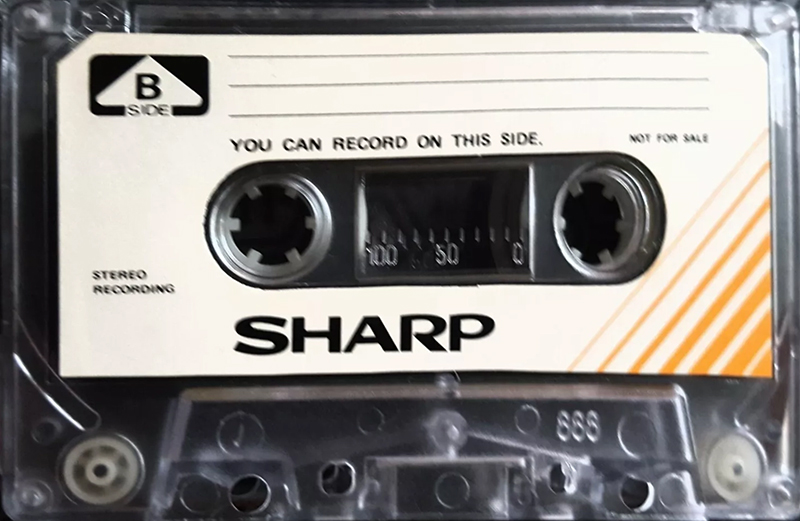 B
SIDE
YOU CAN RECORD ON THIS SIDE.
NOT FOR SALE
100 50 0
STEREO
RECORDING
SHARP
888